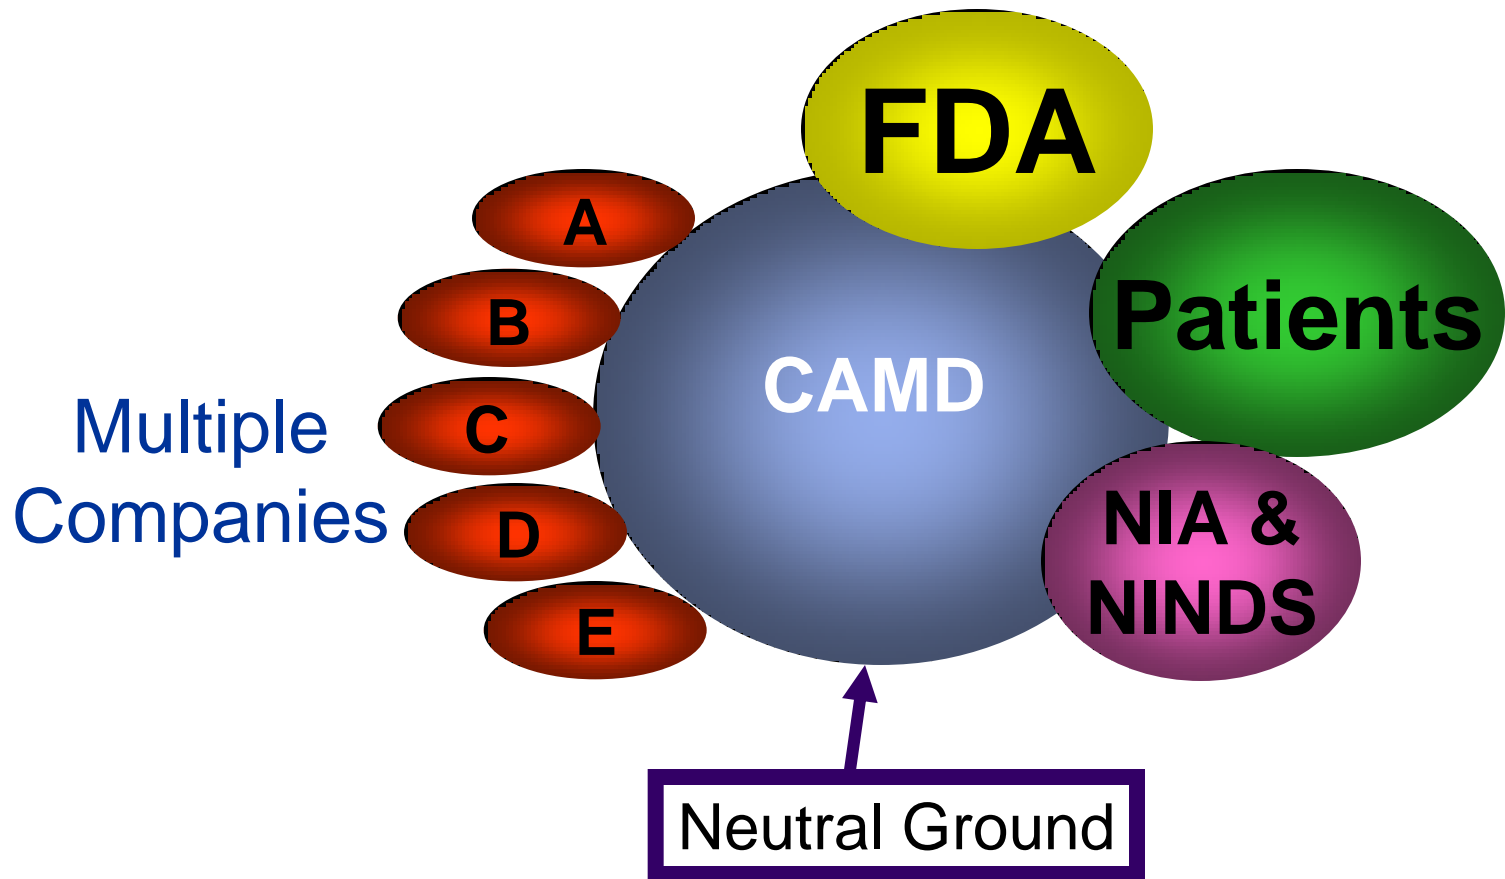 FDA
A
B
C
D
E
Multiple
Companies
CAMD
Patients
NIA &
NINDS
Neutral Ground